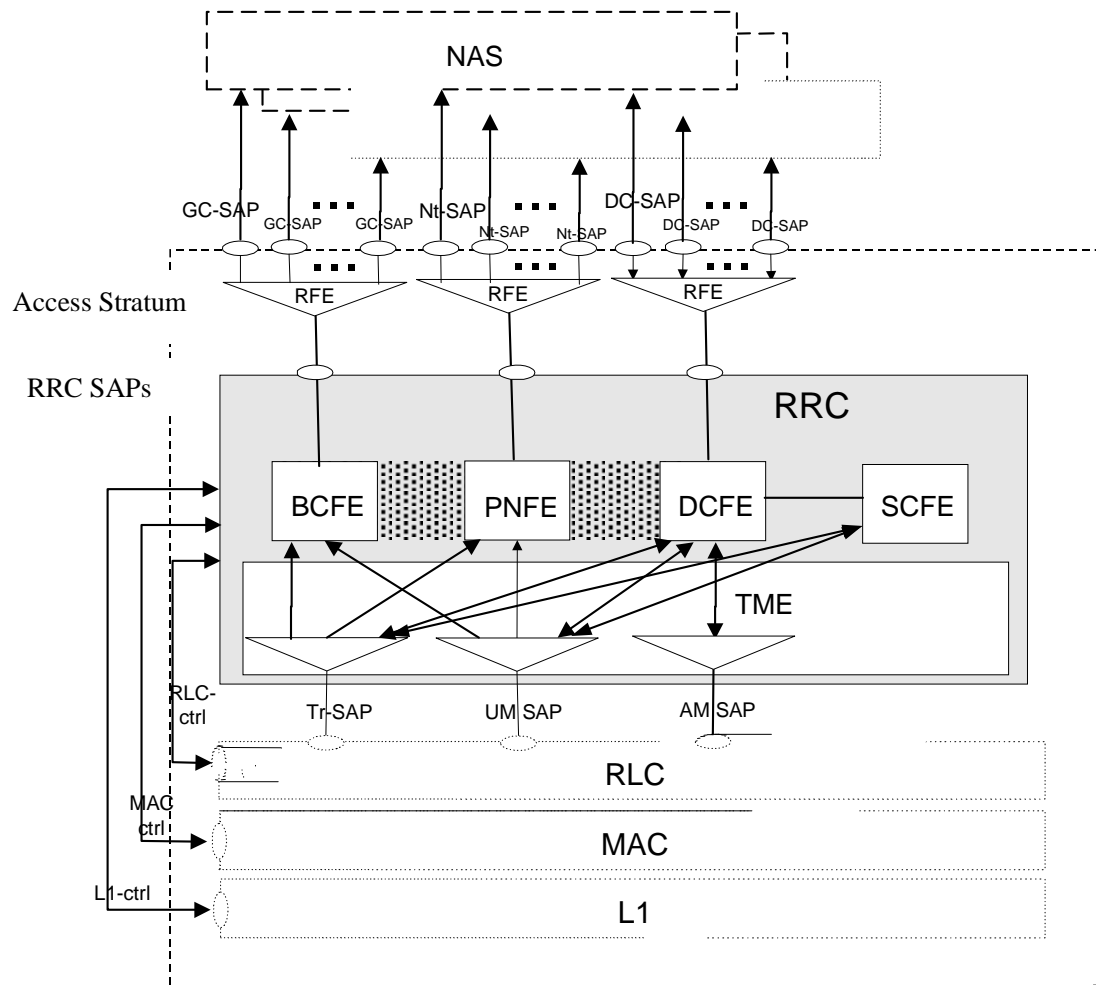 NAS
GC-SAP
GC-SAP
GC-SAP
Nt-SAP
Nt-SAP
Nt-SAP
DC-SAP
DC-SAP
DC-SAP
Access Stratum
RFE
RFE
RFE
RRC SAPs
RRC
BCFE
PNFE
DCFE
SCFE
TME
RLC-
ctrl
Tr-SAP
UM SAP
AM SAP
RLC
MAC
ctrl
MAC
L1-ctrl
L1